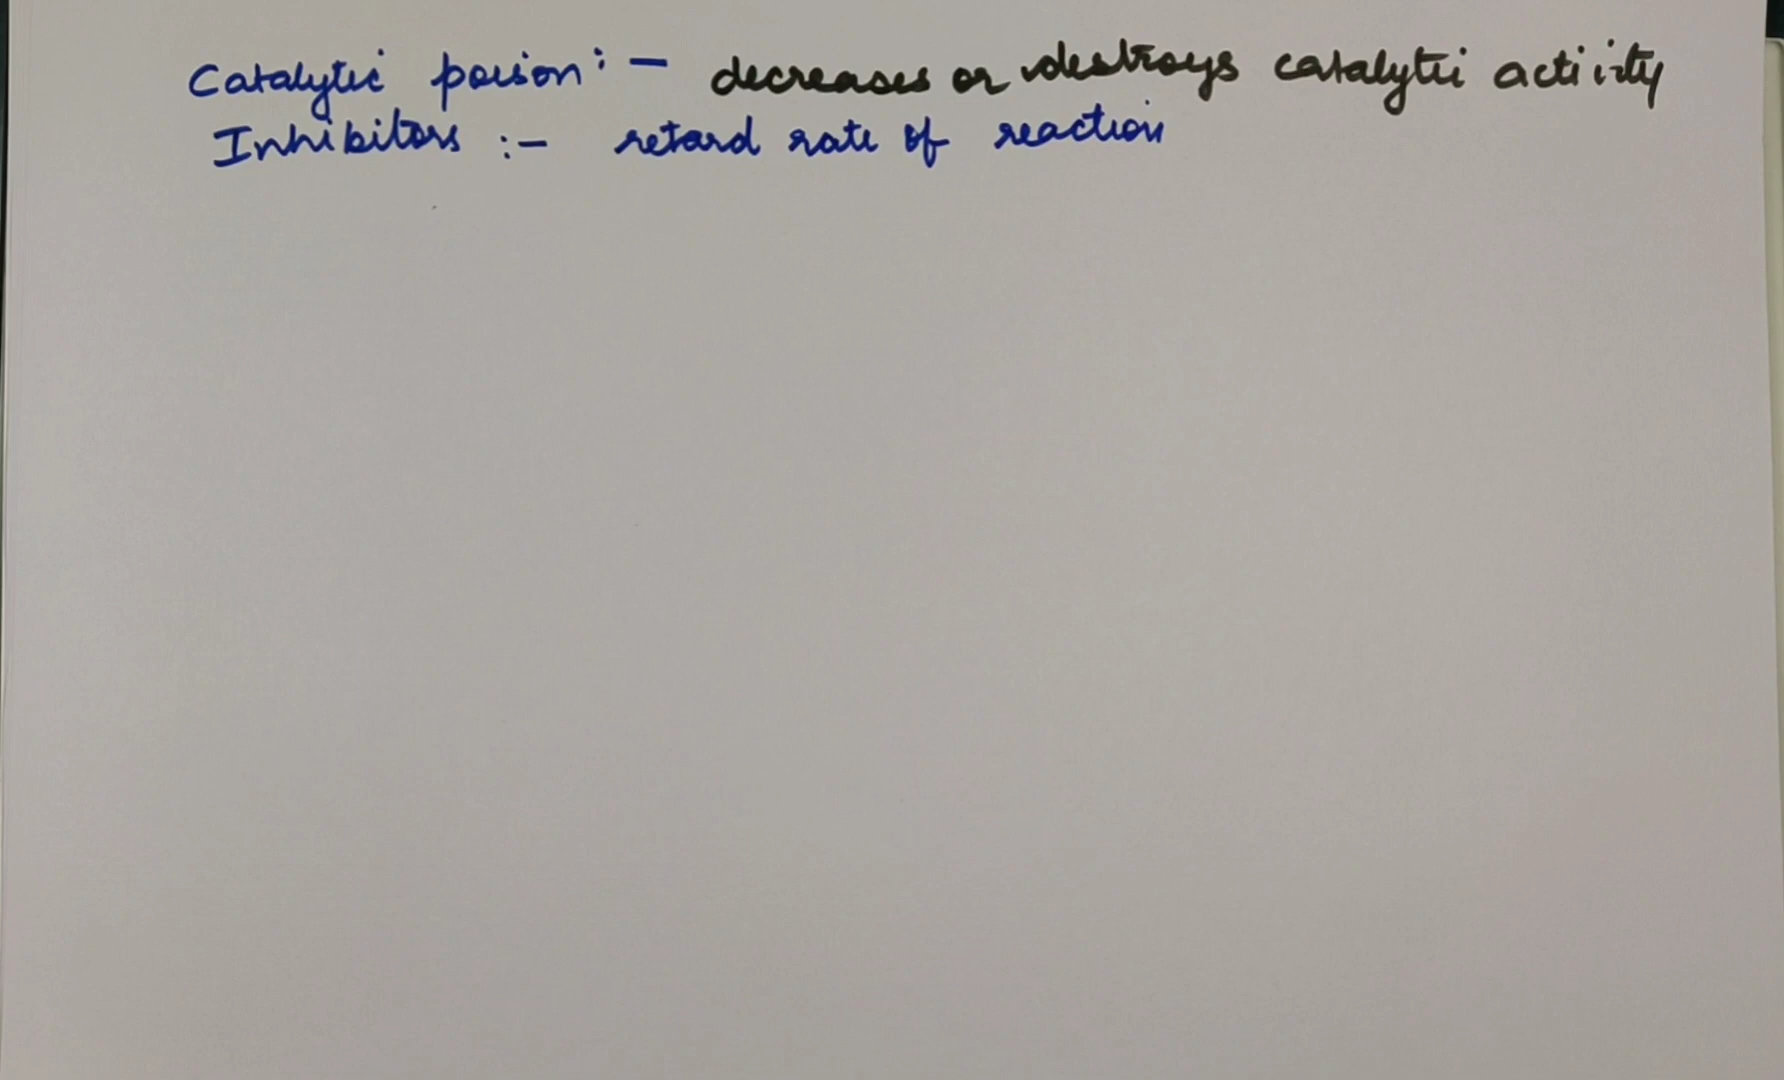 Catalytic poison :- decreases or destroys catalytic activity
Inhibitors :- retard rate of reaction